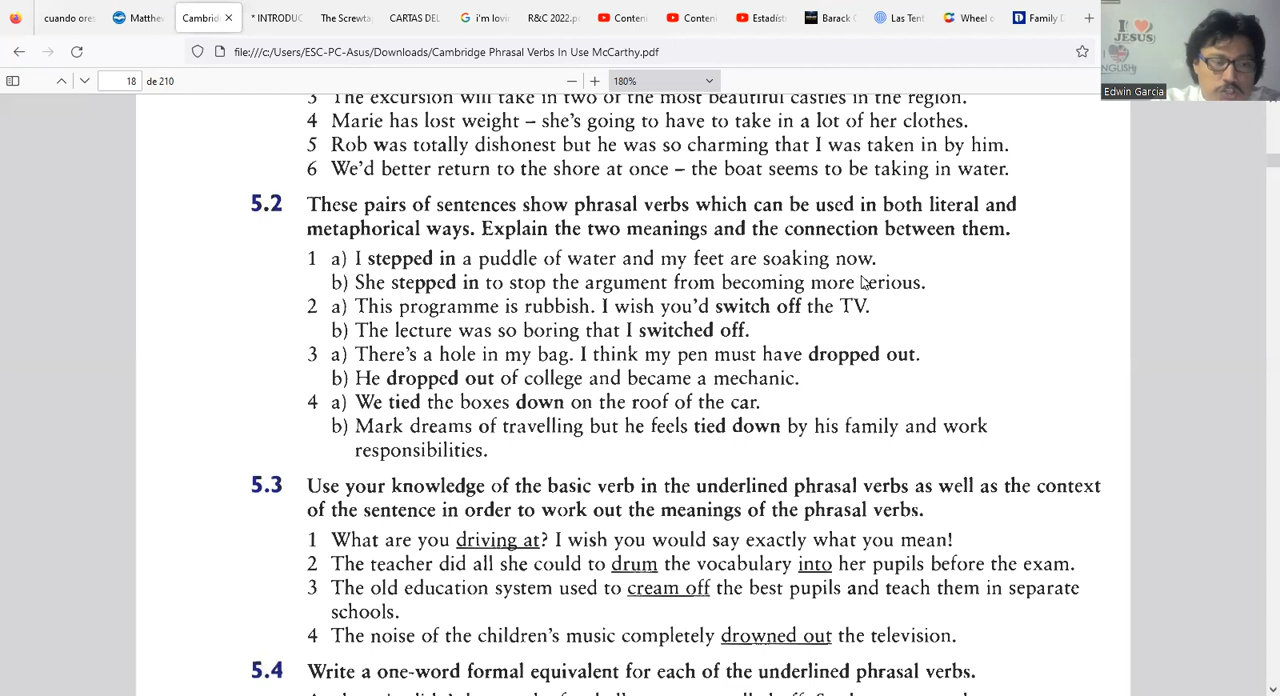 cuando ores
Matthew
Cambridg
* INTRODUC
The Screwtap
CARTAS DEL
i'm lovin
R&C 2022.p
Conteni
Conteni
Estadíst
Barack O
Las Tent
Wheel o
Family D
file:///c:/Users/ESC-PC-Asus/Downloads/Cambridge Phrasal Verbs In Use McCarthy.pdf
18 de 210
180%
I ❤ JESUS!
Edwin Garcia
3 The excursion will take in two of the most beautiful castles in the region.
4 Marie has lost weight – she's going to have to take in a lot of her clothes.
5 Rob was totally dishonest but he was so charming that I was taken in by him.
6 We'd better return to the shore at once – the boat seems to be taking in water.
5.2 These pairs of sentences show phrasal verbs which can be used in both literal and
metaphorical ways. Explain the two meanings and the connection between them.
1 a) I stepped in a puddle of water and my feet are soaking now.
b) She stepped in to stop the argument from becoming more serious.
2 a) This programme is rubbish. I wish you'd switch off the TV.
b) The lecture was so boring that I switched off.
3 a) There's a hole in my bag. I think my pen must have dropped out.
b) He dropped out of college and became a mechanic.
4 a) We tied the boxes down on the roof of the car.
b) Mark dreams of travelling but he feels tied down by his family and work
responsibilities.
5.3 Use your knowledge of the basic verb in the underlined phrasal verbs as well as the context
of the sentence in order to work out the meanings of the phrasal verbs.
1 What are you driving at? I wish you would say exactly what you mean!
2 The teacher did all she could to drum the vocabulary into her pupils before the exam.
3 The old education system used to cream off the best pupils and teach them in separate
schools.
4 The noise of the children's music completely drowned out the television.
5.4 Write a one-word formal equivalent for each of the underlined phrasal verbs.